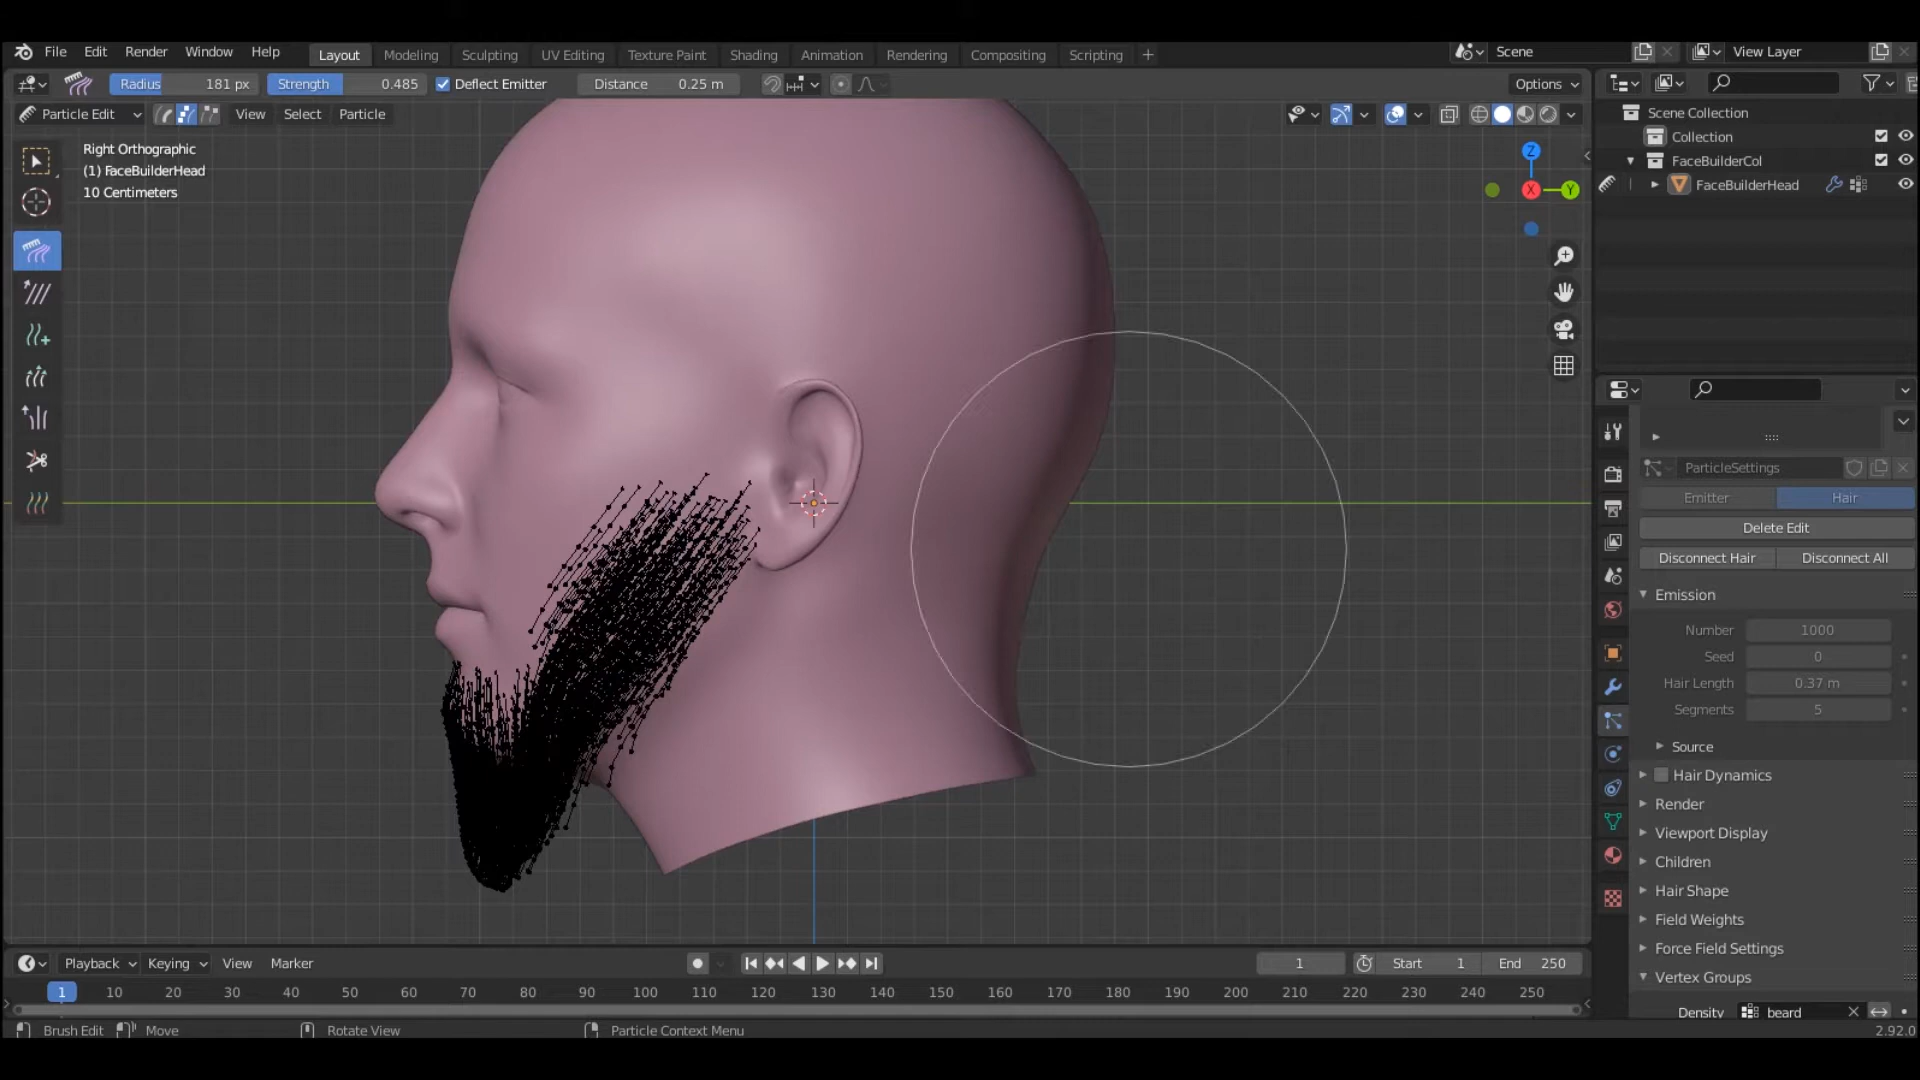 File Edit Render Window Help Layout Modeling Sculpting UV Editing Texture Paint Shading Animation Rendering Compositing Scripting + Scene View Layer
Radius 181 px Strength 0.485 Deflect Emitter Distance 0.25 m Options
Particle Edit View Select Particle
Right Orthographic
(1) FaceBuilderHead
10 Centimeters
Z
X
Y
Scene Collection
Collection
FaceBuilderCol
FaceBuilderHead
ParticleSettings
Emitter Hair
Delete Edit
Disconnect Hair Disconnect All
Emission
Number 1000
Seed 0
Hair Length 0.37 m
Segments 5
Source
Hair Dynamics
Render
Viewport Display
Children
Hair Shape
Field Weights
Force Field Settings
Vertex Groups
Density beard
Playback Keying View Marker 1 Start 1 End 250
1 10 20 30 40 50 60 70 80 90 100 110 120 130 140 150 160 170 180 190 200 210 220 230 240 250
Brush Edit Move Rotate View Particle Context Menu 2.92.0